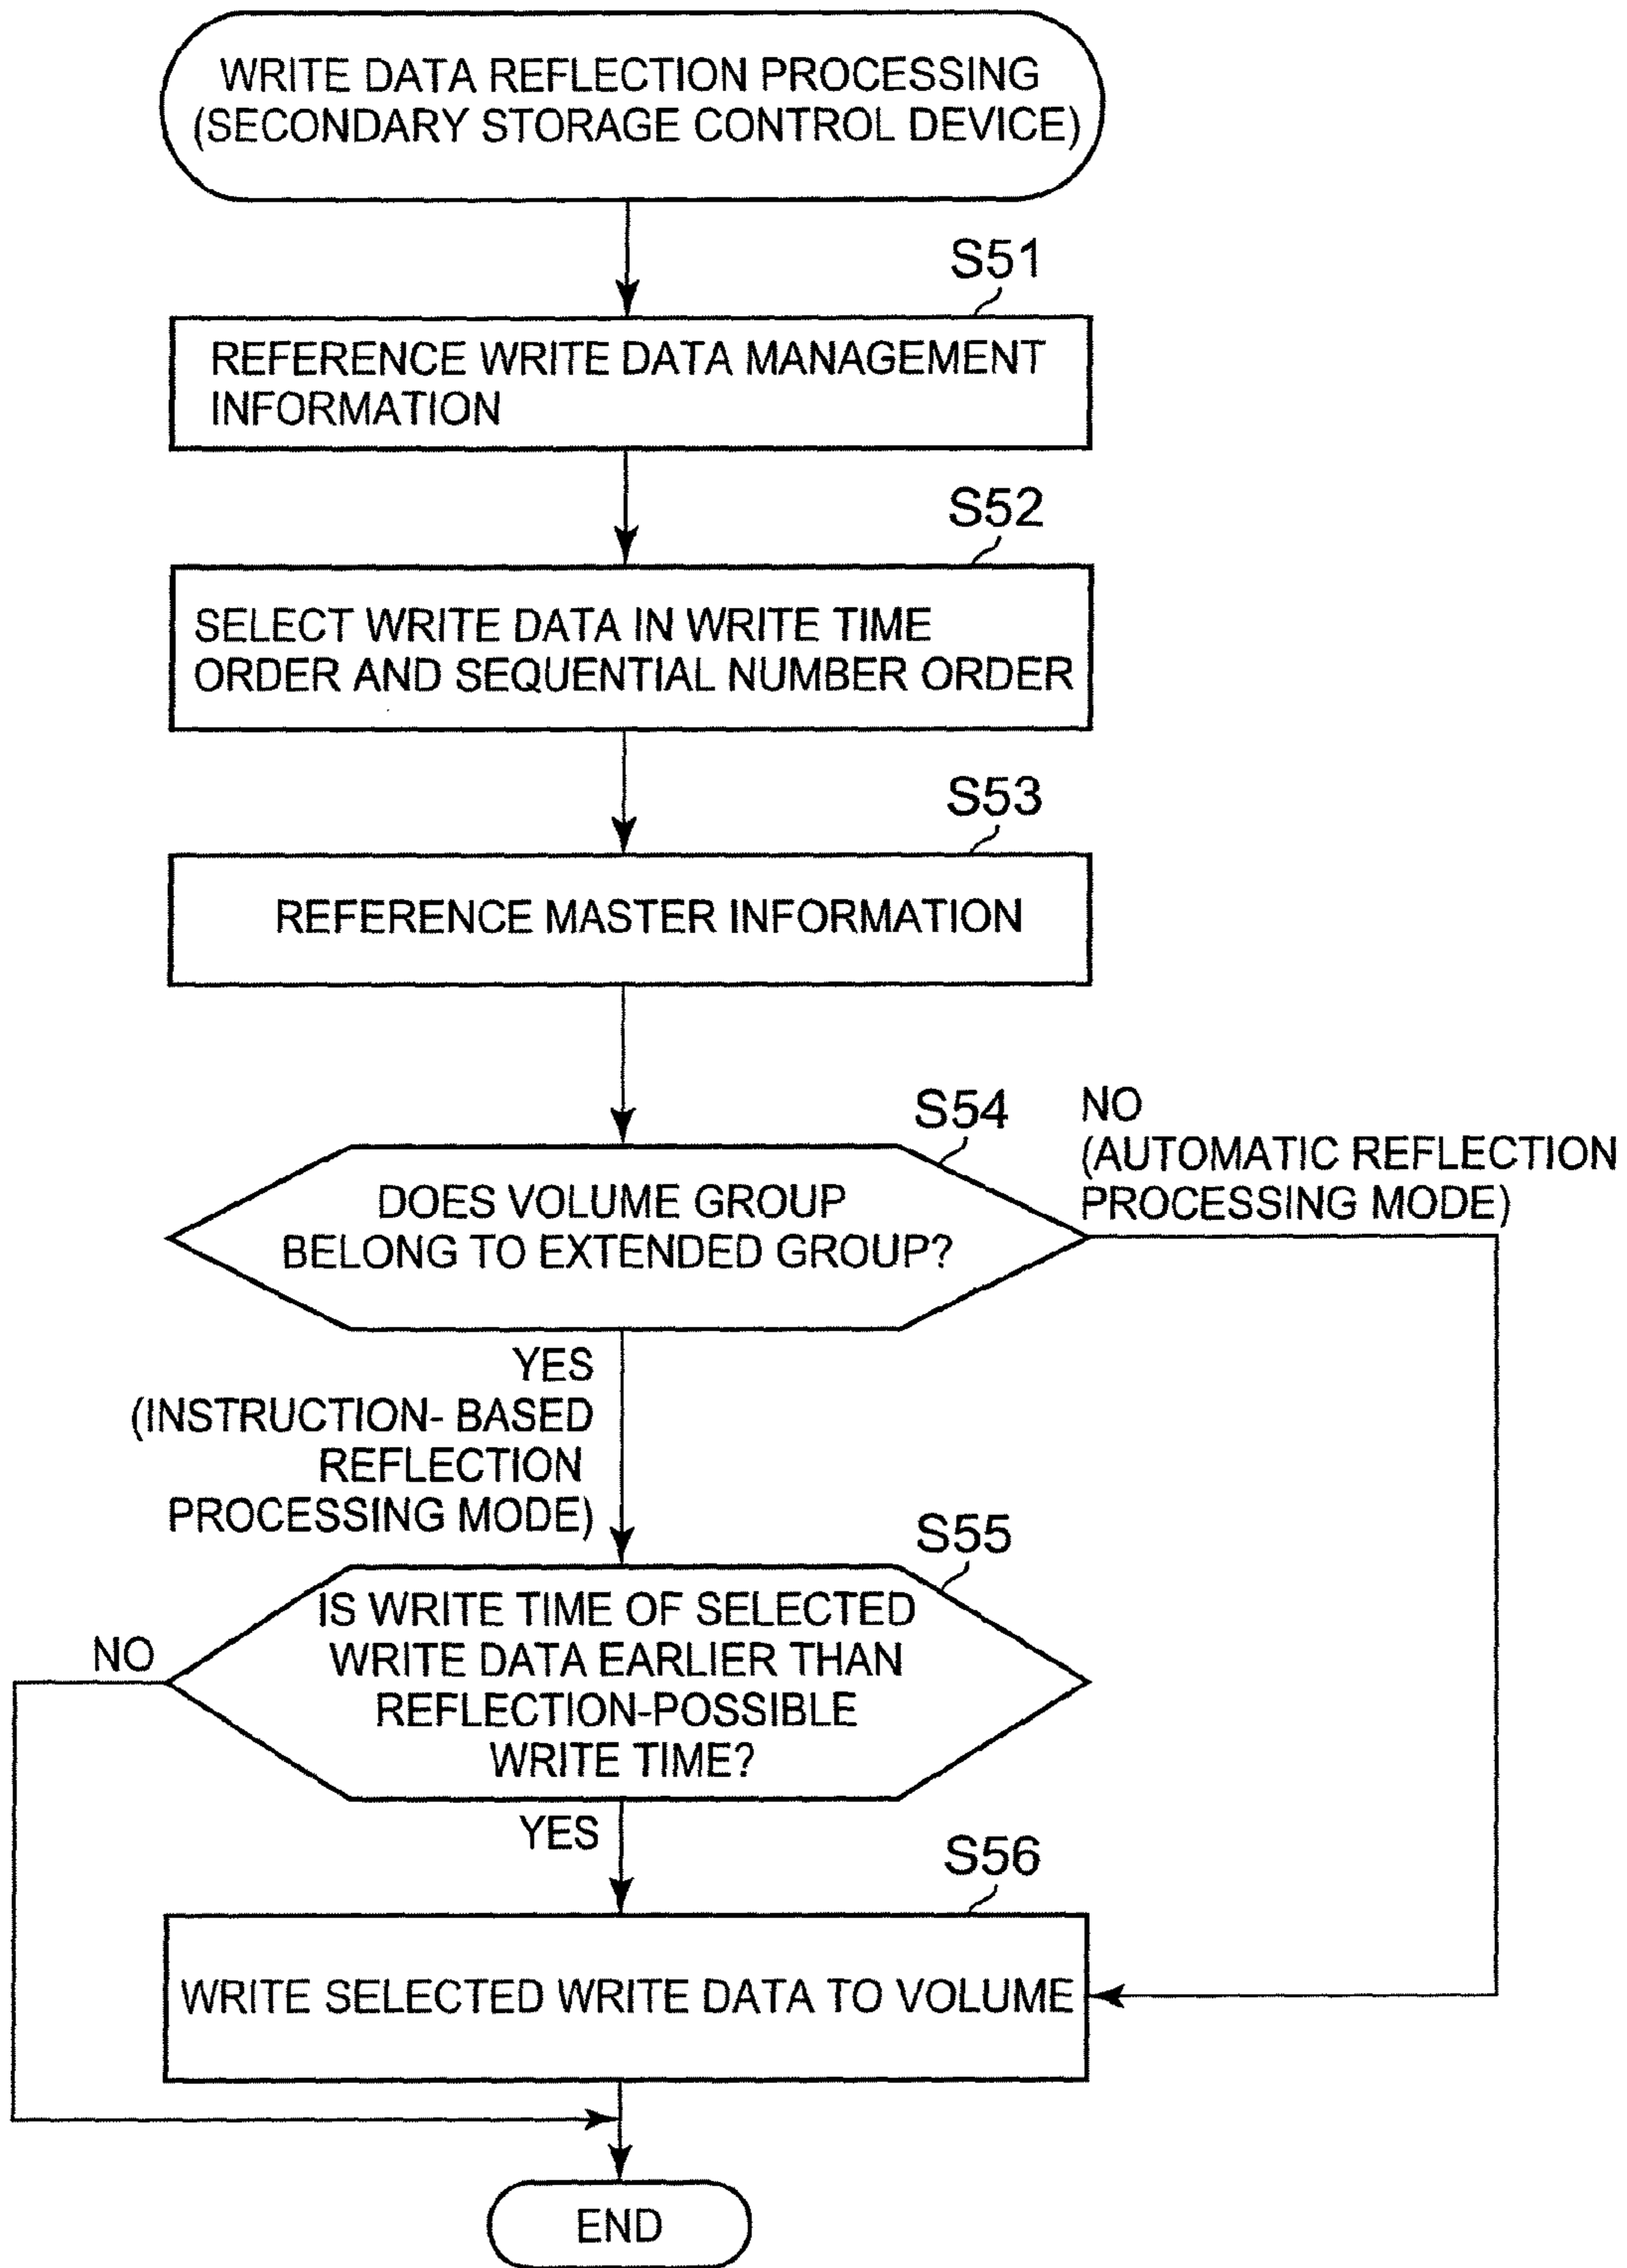 WRITE DATA REFLECTION PROCESSING
(SECONDARY STORAGE CONTROL DEVICE)
S51
REFERENCE WRITE DATA MANAGEMENT
INFORMATION
S52
SELECT WRITE DATA IN WRITE TIME
ORDER AND SEQUENTIAL NUMBER ORDER
S53
REFERENCE MASTER INFORMATION
S54
NO
(AUTOMATIC REFLECTION
PROCESSING MODE)
DOES VOLUME GROUP
BELONG TO EXTENDED GROUP?
YES
(INSTRUCTION- BASED
REFLECTION
PROCESSING MODE)
S55
IS WRITE TIME OF SELECTED
WRITE DATA EARLIER THAN
REFLECTION-POSSIBLE
WRITE TIME?
NO
YES
S56
WRITE SELECTED WRITE DATA TO VOLUME
END